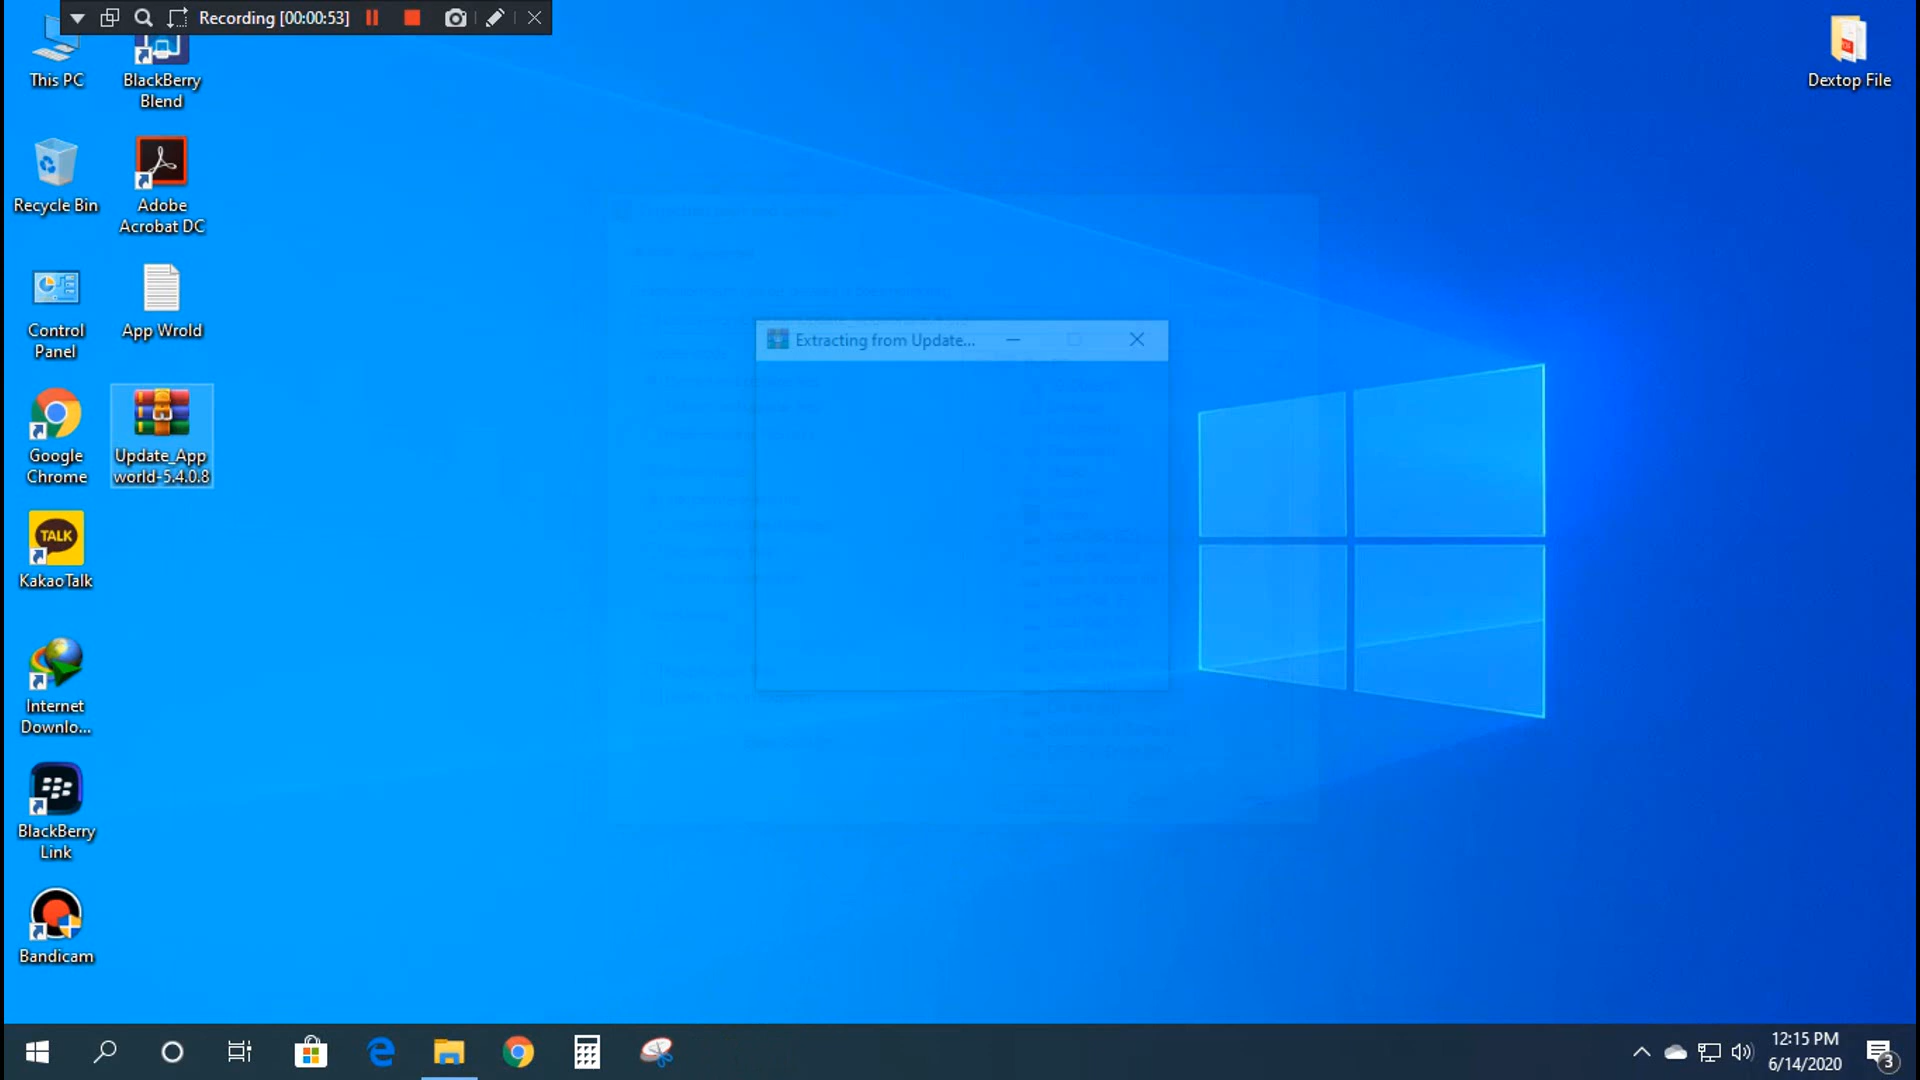 Recording [00:00:53]
This PC
BlackBerry
Blend
Dextop File
Recycle Bin
Adobe
Acrobat DC
Control
Panel
App Wrold
Extracting from Update...
Google
Chrome
Update_App
world-5.4.0.8
TALK
KakaoTalk
Internet
Downlo...
BlackBerry
Link
Bandicam
12:15 PM
6/14/2020
3